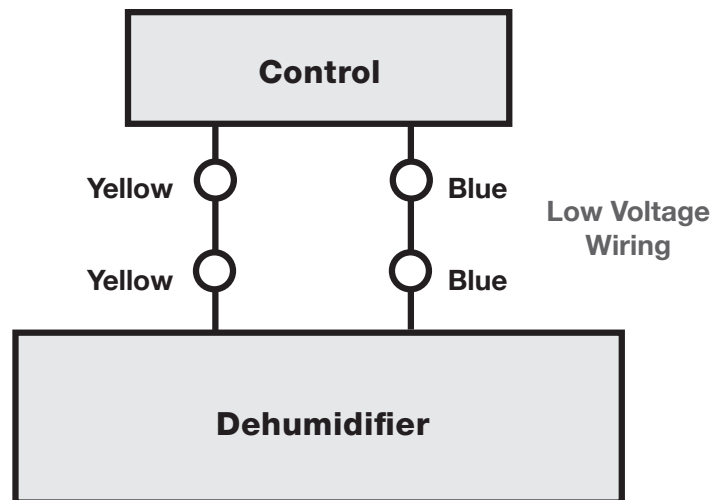 Control
Yellow
Blue
Low Voltage
Wiring
Yellow
Blue
Dehumidifier